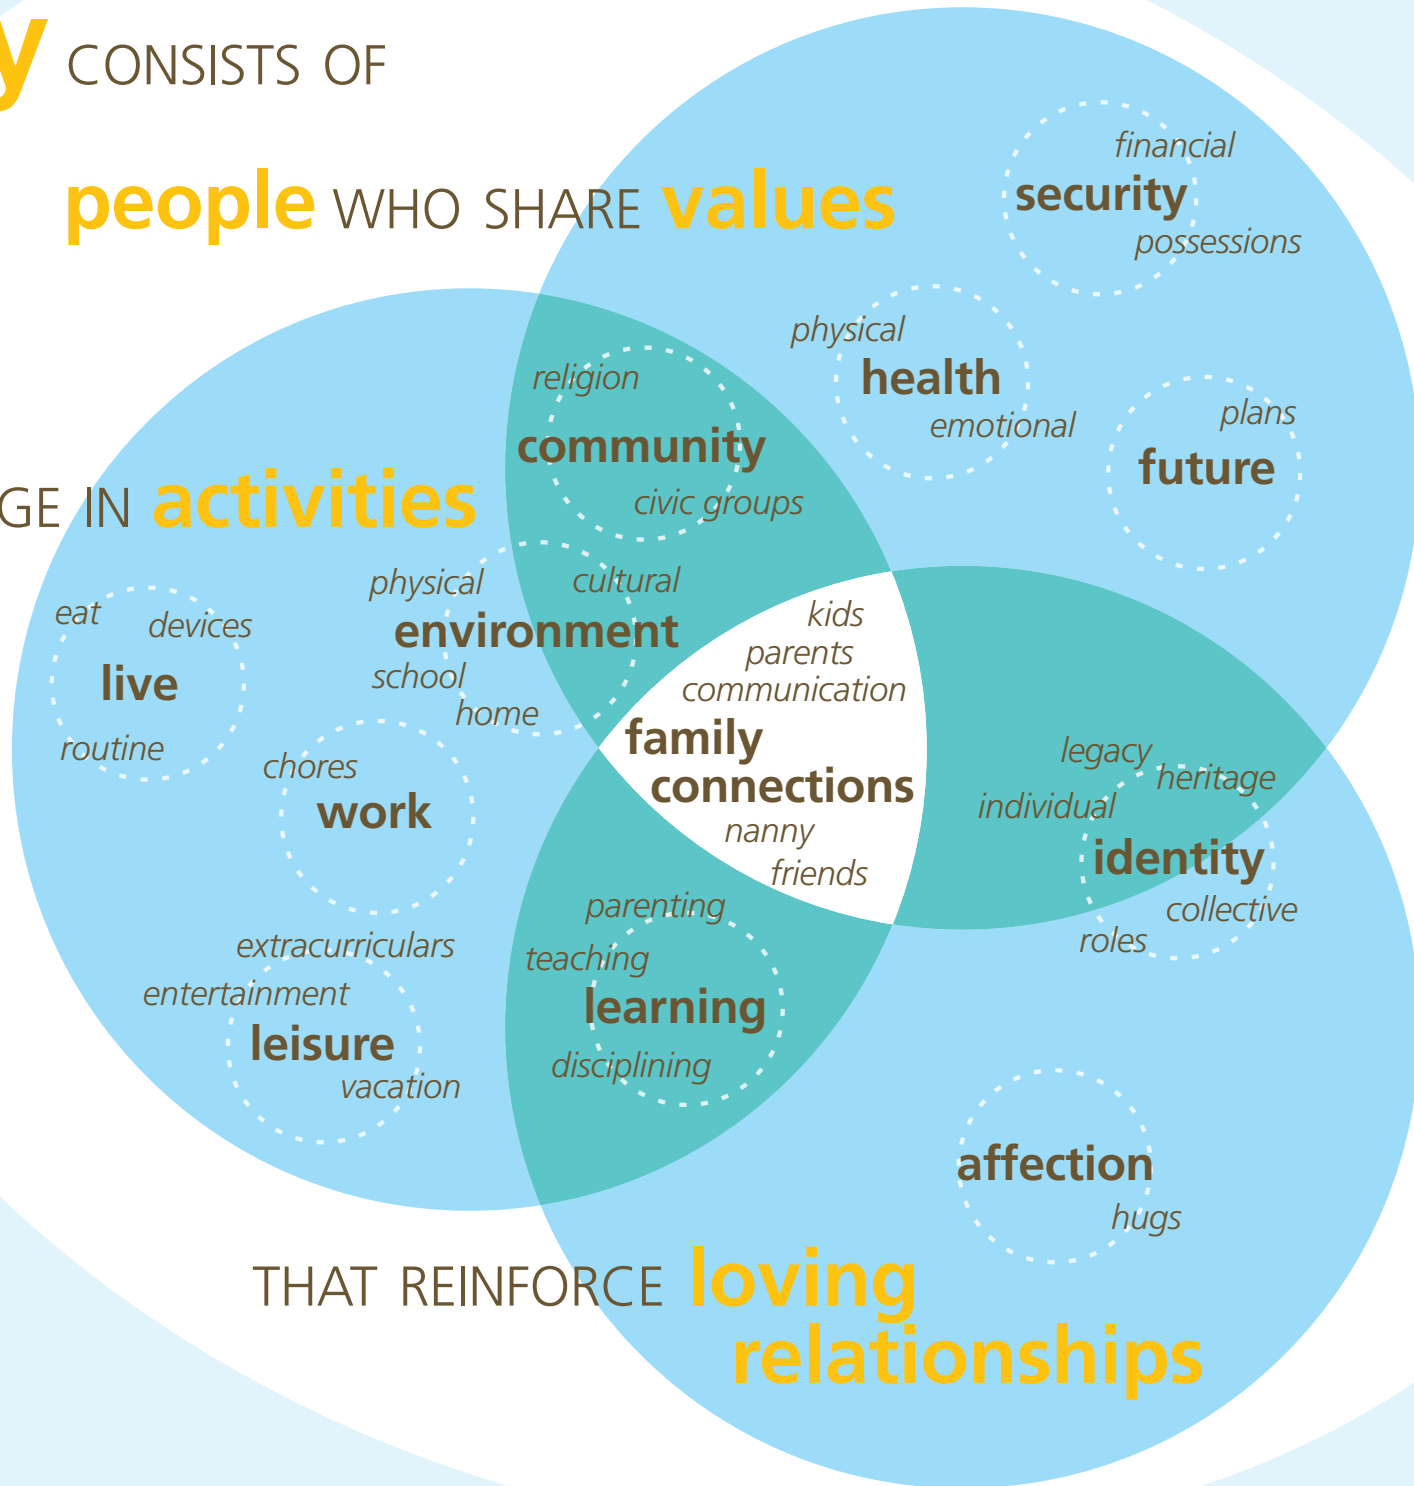 y CONSISTS OF
people WHO SHARE values
financial
security
possessions
physical
health
emotional
plans
future
religion
community
civic groups
GE IN activities
physical
cultural
environment
school
home
eat
devices
live
routine
chores
work
extracurriculars
entertainment
leisure
vacation
kids
parents
communication
family
connections
nanny
friends
legacy
heritage
individual
identity
collective
roles
parenting
teaching
learning
disciplining
affection
hugs
THAT REINFORCE loving
relationships